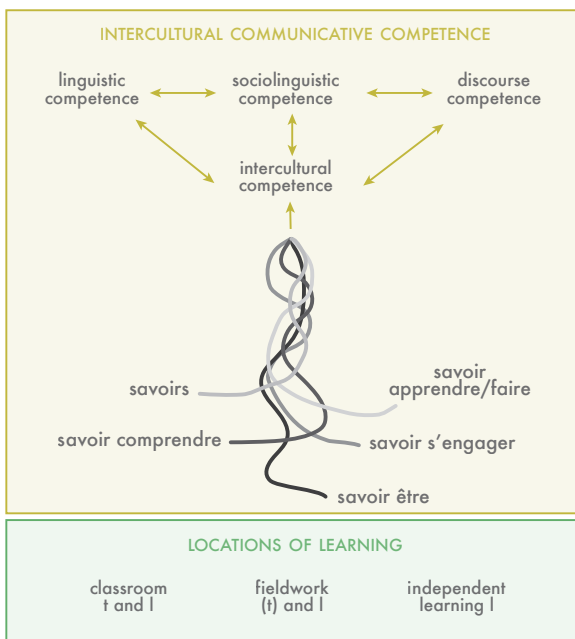 INTERCULTURAL COMMUNICATIVE COMPETENCE
linguistic
competence
sociolinguistic
competence
discourse
competence
intercultural
competence
savoirs
savoir
apprendre/faire
savoir comprendre
savoir s'engager
savoir être
LOCATIONS OF LEARNING
classroom
t and l
fieldwork
(t) and l
independent
learning l